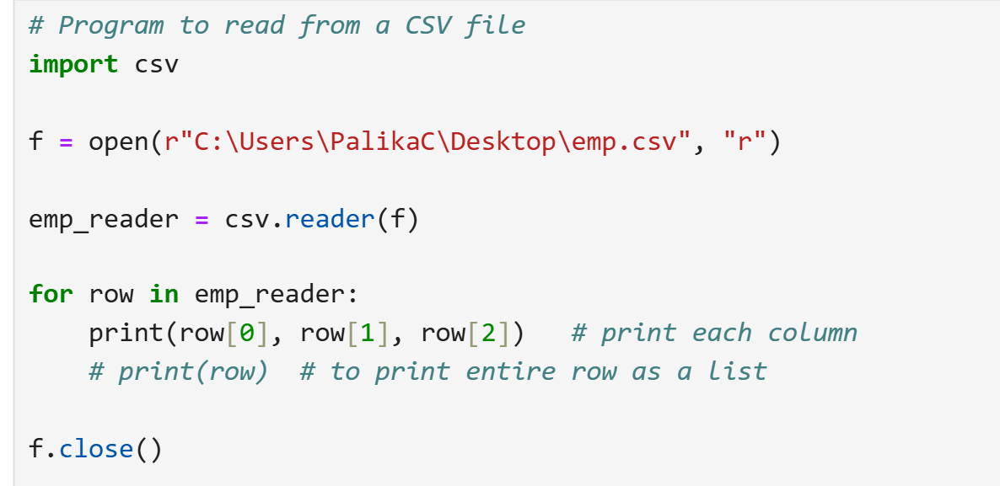 # Program to read from a CSV file
import csv
f = open(r"C:\Users\PalikaC\Desktop\emp.csv", "r")
emp_reader = csv.reader(f)
for row in emp_reader:
    print(row[0], row[1], row[2])   # print each column
    # print(row)  # to print entire row as a list
f.close()